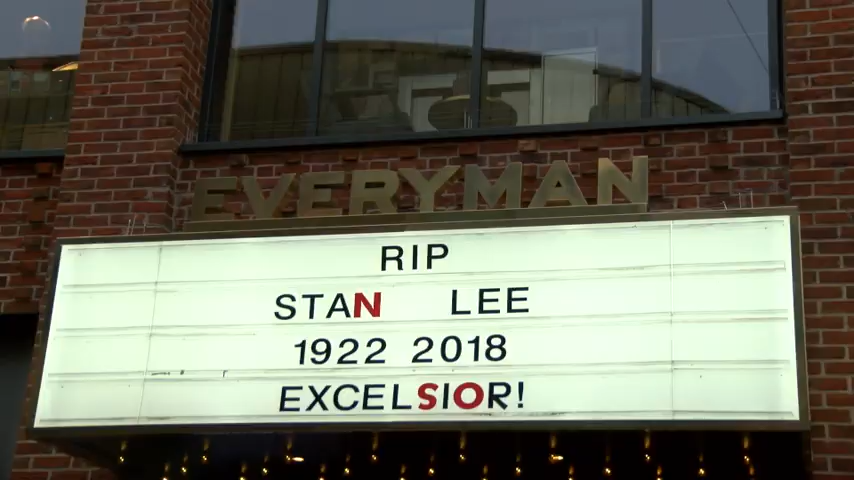 EVERYMAN
RIP
STAN LEE
1922 2018
EXCELSIOR!